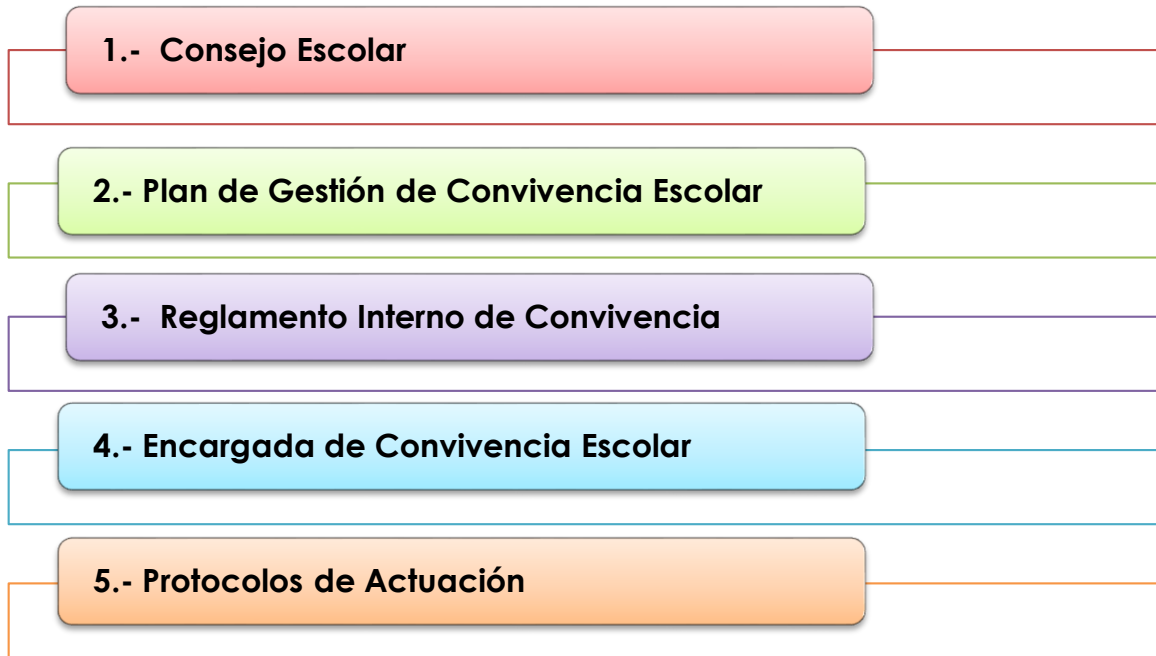 1.- Consejo Escolar
2.- Plan de Gestión de Convivencia Escolar
3.- Reglamento Interno de Convivencia
4.- Encargada de Convivencia Escolar
5.- Protocolos de Actuación